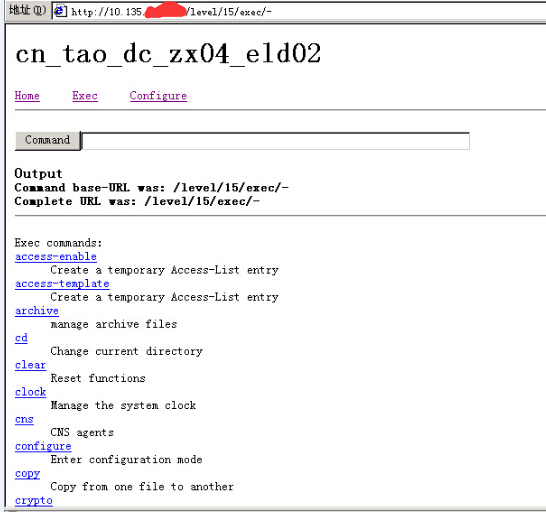 地址(D) http://10.135. /level/15/exec/-
cn_tao_dc_zx04_eld02
Home Exec Configure
Command
Output
Command base-URL was: /level/15/exec/-
Complete URL was: /level/15/exec/-
Exec commands:
access-enable
Create a temporary Access-List entry
access-template
Create a temporary Access-List entry
archive
manage archive files
cd
Change current directory
clear
Reset functions
clock
Manage the system clock
cns
CNS agents
configure
Enter configuration mode
copy
Copy from one file to another
crypto